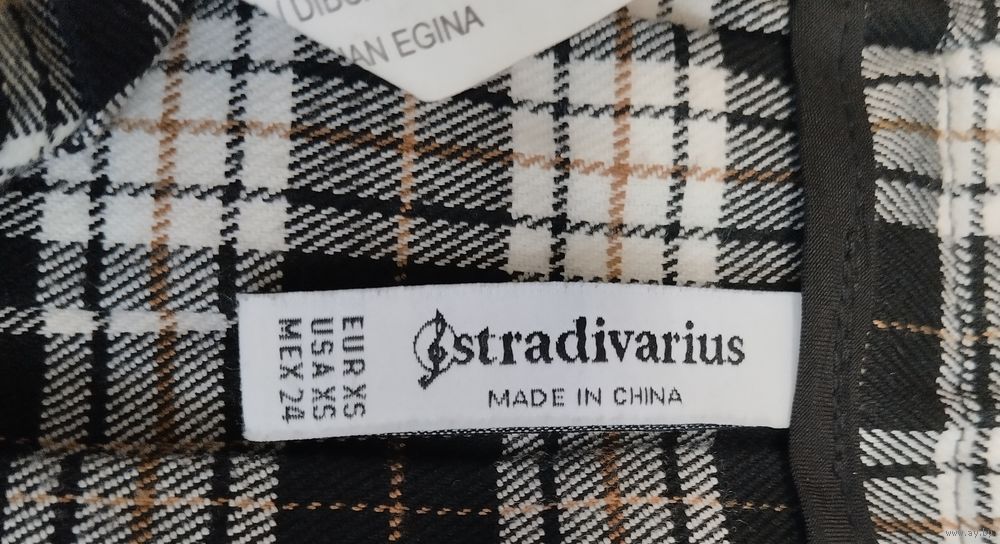 EGINA
EUR XS
USA XS
MEX 24
stradivarius
MADE IN CHINA